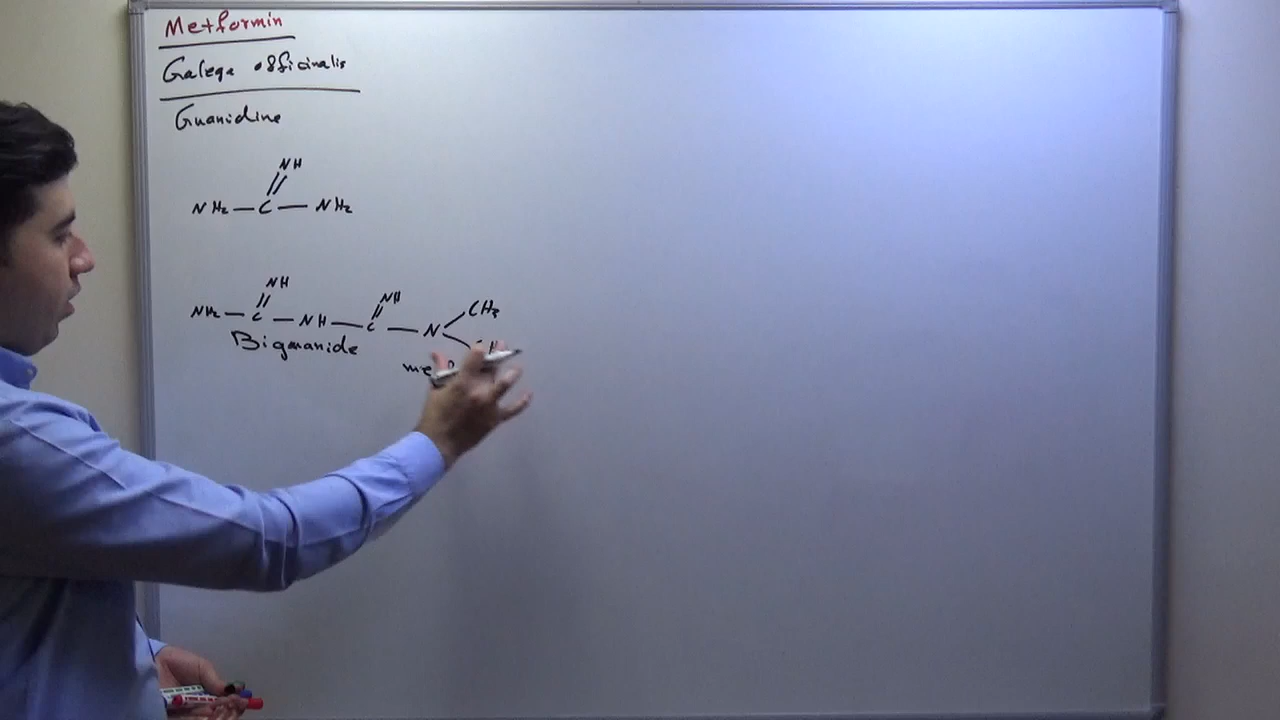 Metformin
Galega officinalis
Guanidine
NH
NH2 — C — NH2
NH
NH
CH3
NH2 — C — NH — C — N
Biguanide